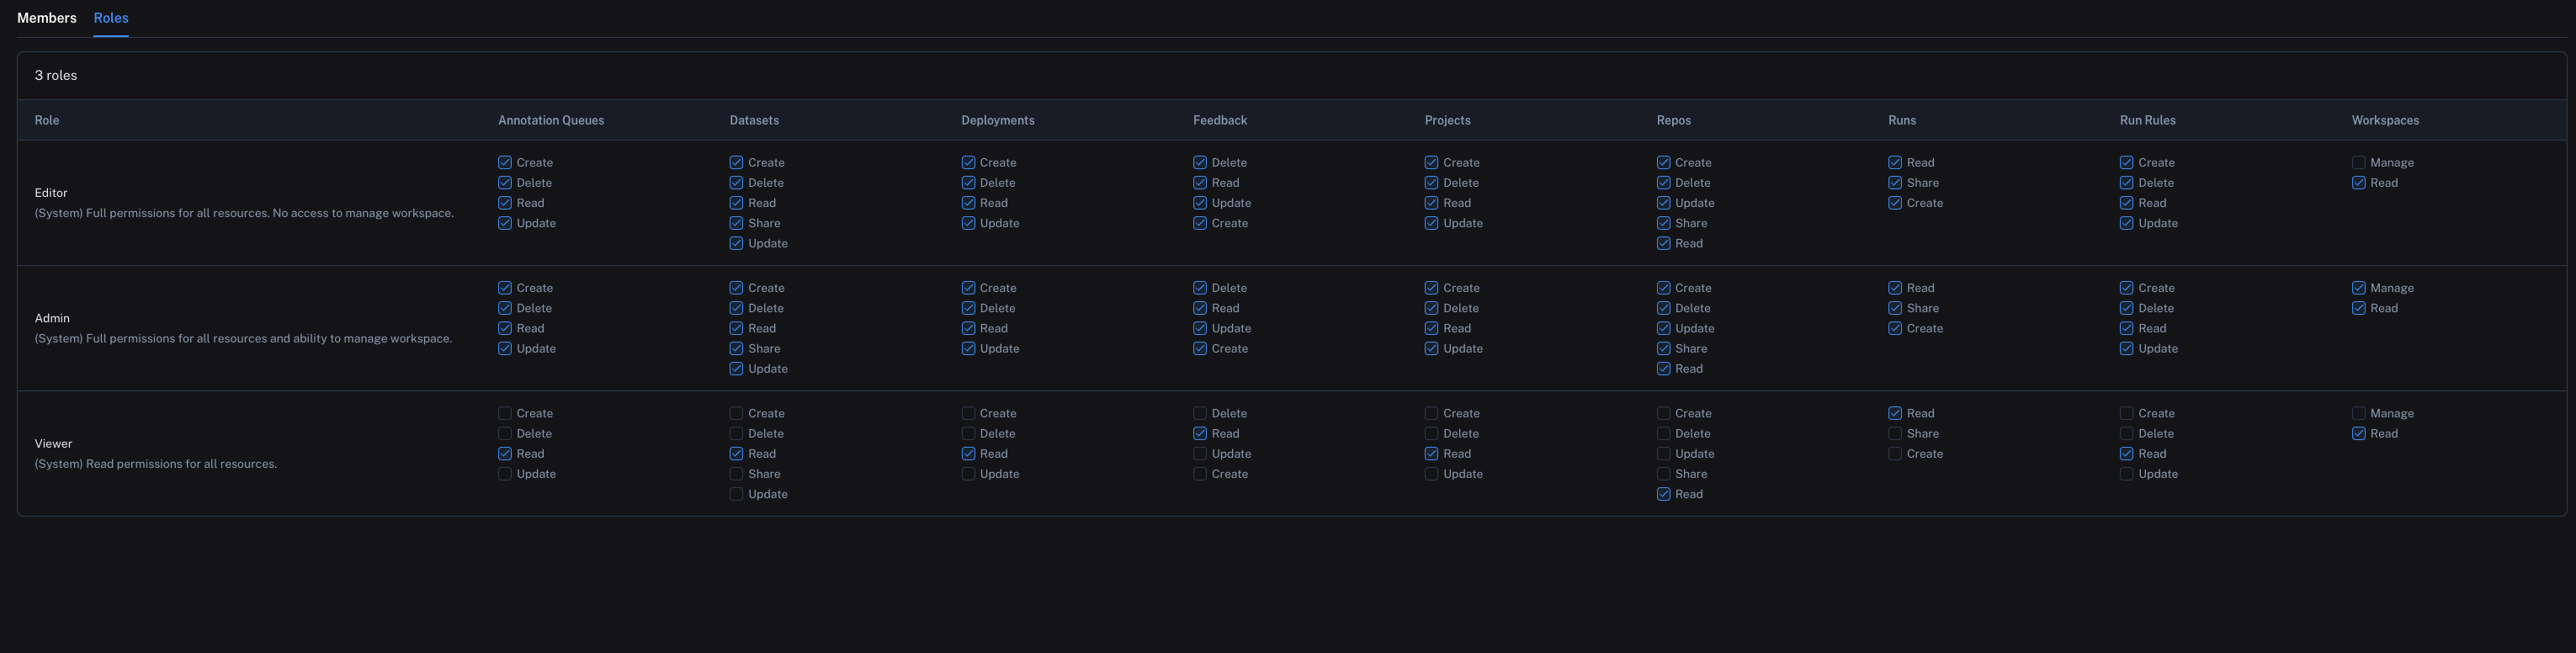 Members Roles
3 roles
Role Annotation Queues Datasets Deployments Feedback Projects Repos Runs Run Rules Workspaces
Create Create Create Delete Create Create Read Create Manage
Editor Delete Delete Delete Read Delete Delete Share Delete Read
Read Read Read Update Read Update Create Read
(System) Full permissions for all resources. No access to manage workspace. Update Share Update Create Update Share Update
Update Read
Create Create Create Delete Create Create Read Create Manage
Admin Delete Delete Delete Read Delete Delete Share Delete Read
Read Read Read Update Read Update Create Read
(System) Full permissions for all resources and ability to manage workspace. Update Share Update Create Update Share Update
Update Read
Create Create Create Delete Create Create Read Create Manage
Viewer Delete Delete Delete Read Delete Delete Share Delete Read
Read Read Read Update Read Update Create Read
(System) Read permissions for all resources. Update Share Update Create Update Share Update
Update Read